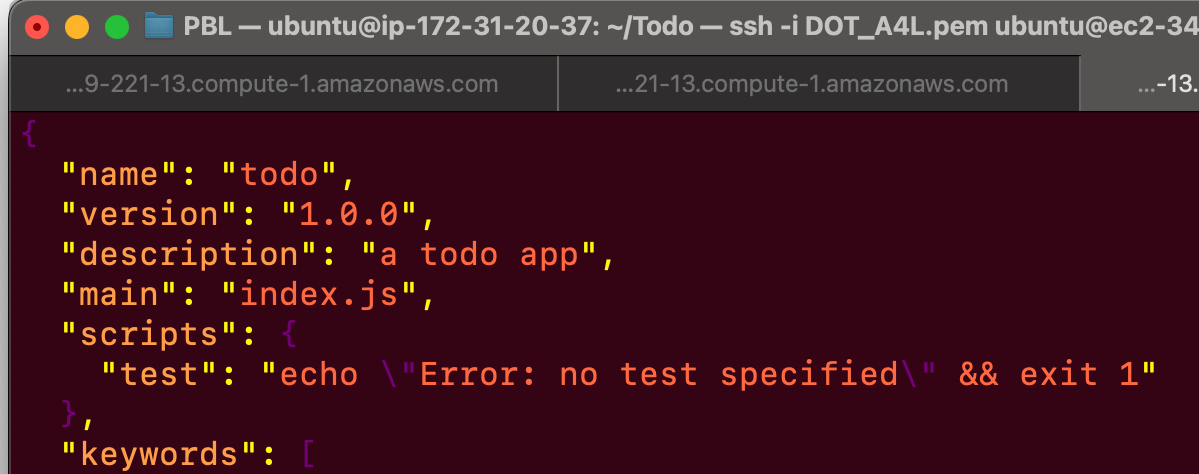 PBL — ubuntu@ip-172-31-20-37: ~/Todo — ssh -i DOT_A4L.pem ubuntu@ec2-34
...9-221-13.compute-1.amazonaws.com ...21-13.compute-1.amazonaws.com ...-13.
{
  "name": "todo",
  "version": "1.0.0",
  "description": "a todo app",
  "main": "index.js",
  "scripts": {
    "test": "echo \"Error: no test specified\" && exit 1"
  },
  "keywords": [